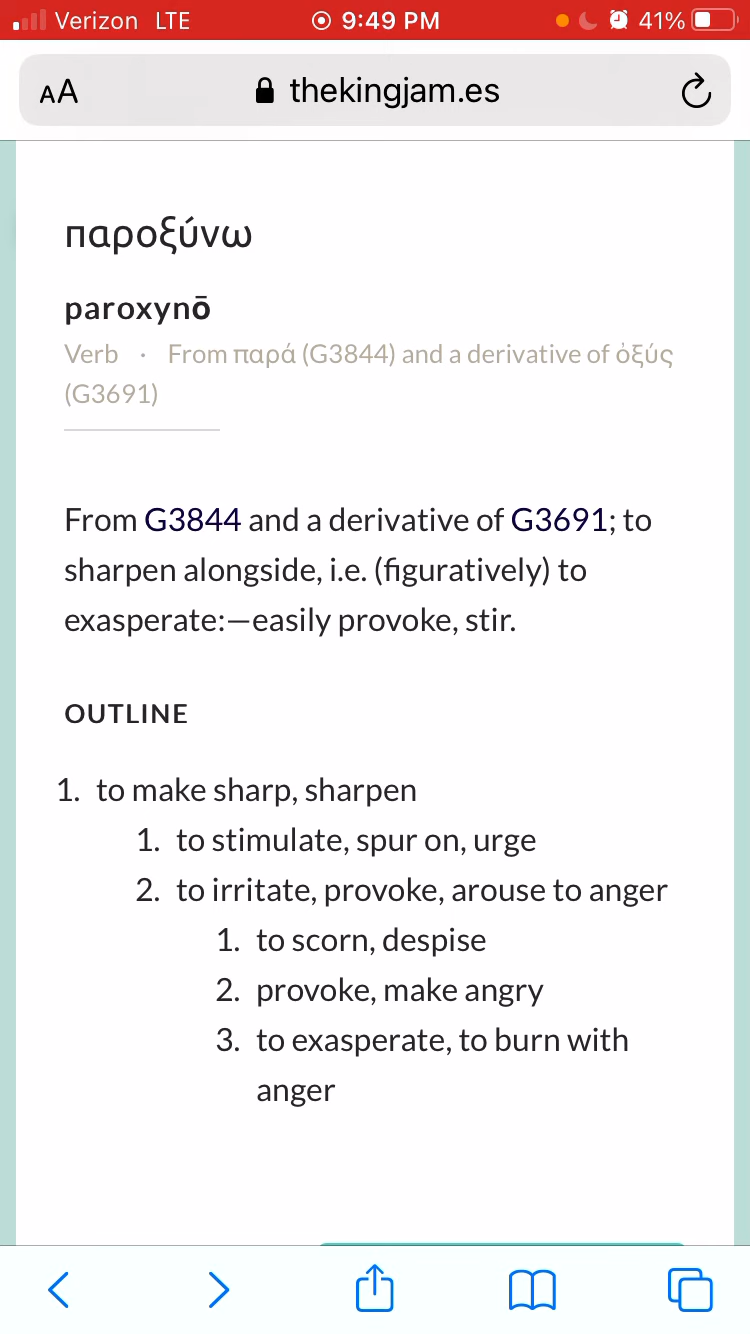 Verizon LTE 9:49 PM 41%
AA thekingjam.es
παροξύνω
paroxynō
Verb · From παρά (G3844) and a derivative of ὀξύς
(G3691)
From G3844 and a derivative of G3691; to
sharpen alongside, i.e. (figuratively) to
exasperate:—easily provoke, stir.
OUTLINE
1. to make sharp, sharpen
1. to stimulate, spur on, urge
2. to irritate, provoke, arouse to anger
1. to scorn, despise
2. provoke, make angry
3. to exasperate, to burn with
anger